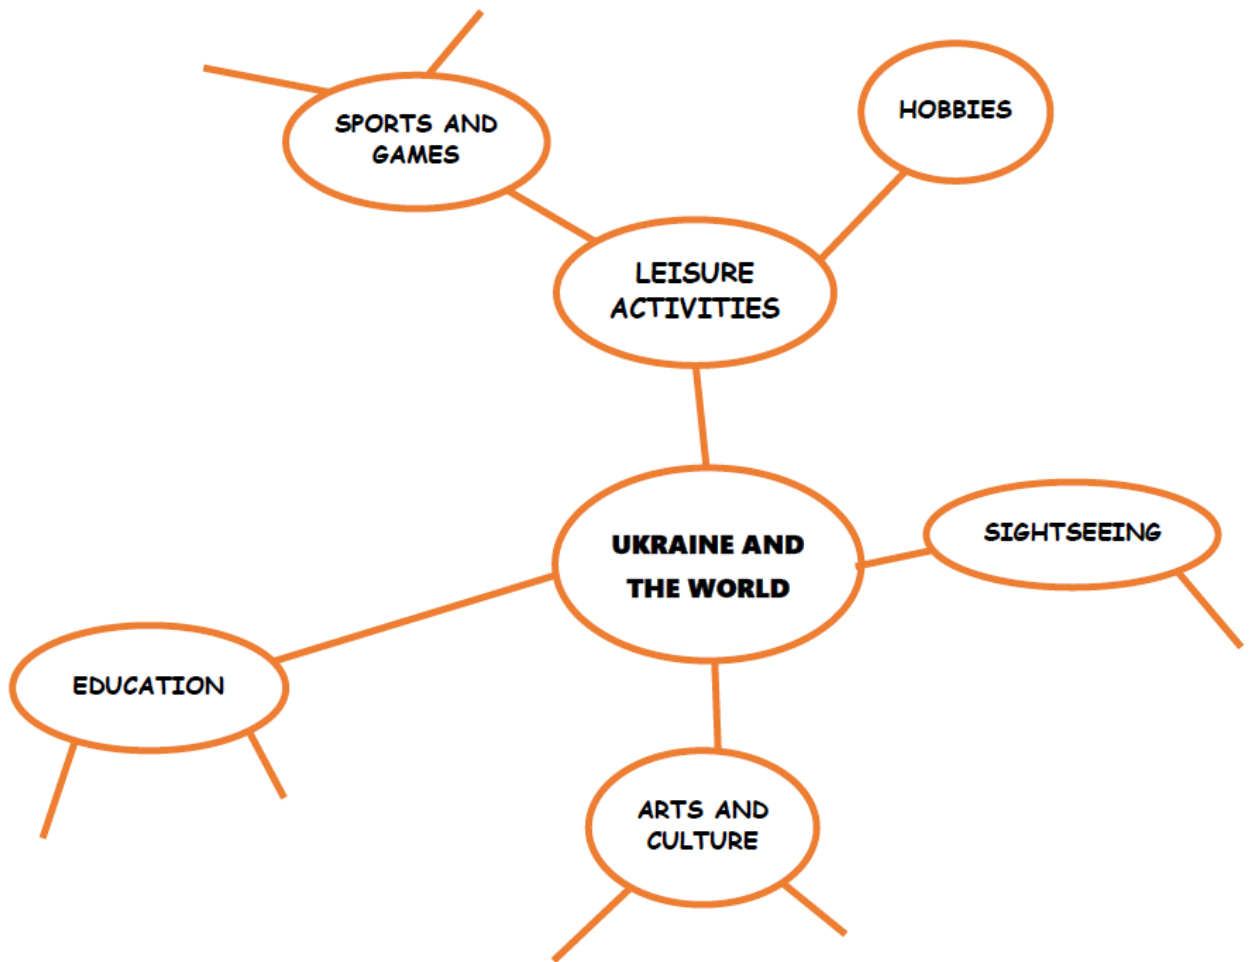 HOBBIES
SPORTS AND
GAMES
LEISURE
ACTIVITIES
SIGHTSEEING
UKRAINE AND
THE WORLD
EDUCATION
ARTS AND
CULTURE